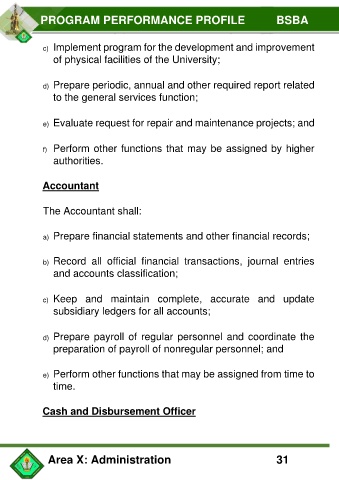 PROGRAM PERFORMANCE PROFILE BSBA
c) Implement program for the development and improvement
of physical facilities of the University;
d) Prepare periodic, annual and other required report related
to the general services function;
e) Evaluate request for repair and maintenance projects; and
f) Perform other functions that may be assigned by higher
authorities.
Accountant
The Accountant shall:
a) Prepare financial statements and other financial records;
b) Record all official financial transactions, journal entries
and accounts classification;
c) Keep and maintain complete, accurate and update
subsidiary ledgers for all accounts;
d) Prepare payroll of regular personnel and coordinate the
preparation of payroll of nonregular personnel; and
e) Perform other functions that may be assigned from time to
time.
Cash and Disbursement Officer
Area X: Administration 31